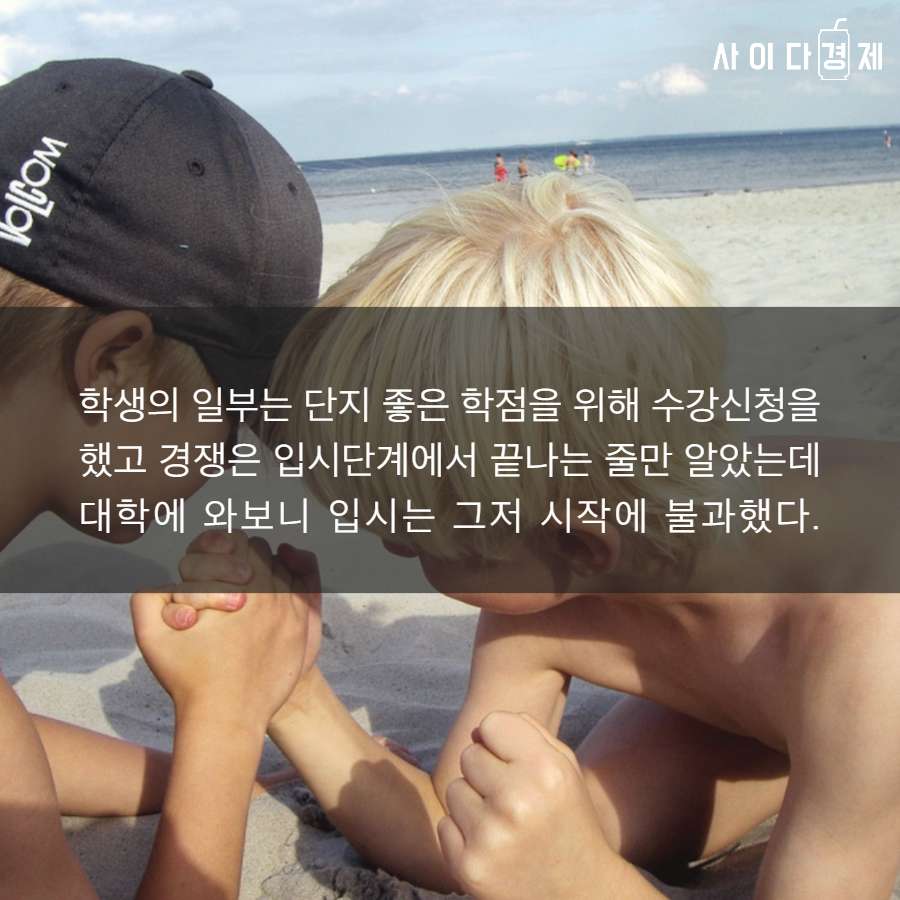 사이다경제
학생의 일부는 단지 좋은 학점을 위해 수강신청을
했고 경쟁은 입시단계에서 끝나는 줄만 알았는데
대학에 와보니 입시는 그저 시작에 불과했다.